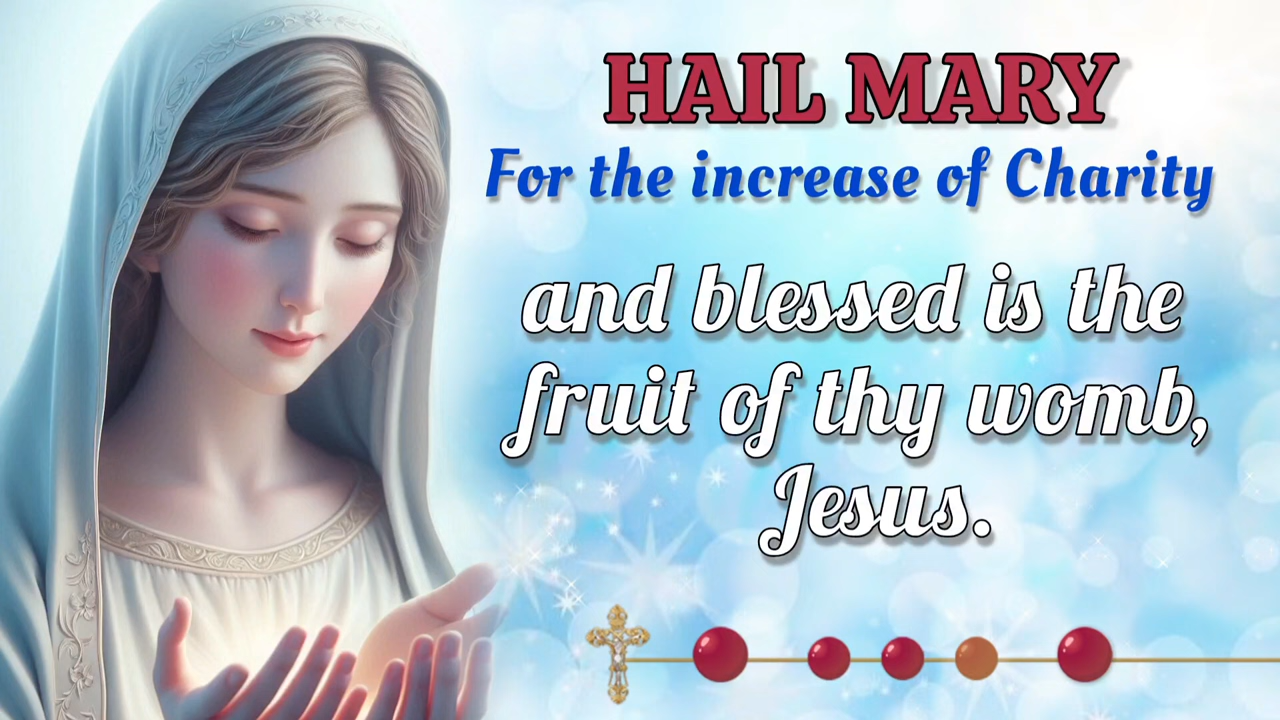 HAIL MARY
For the increase of Charity
and blessed is the
fruit of thy womb,
Jesus.